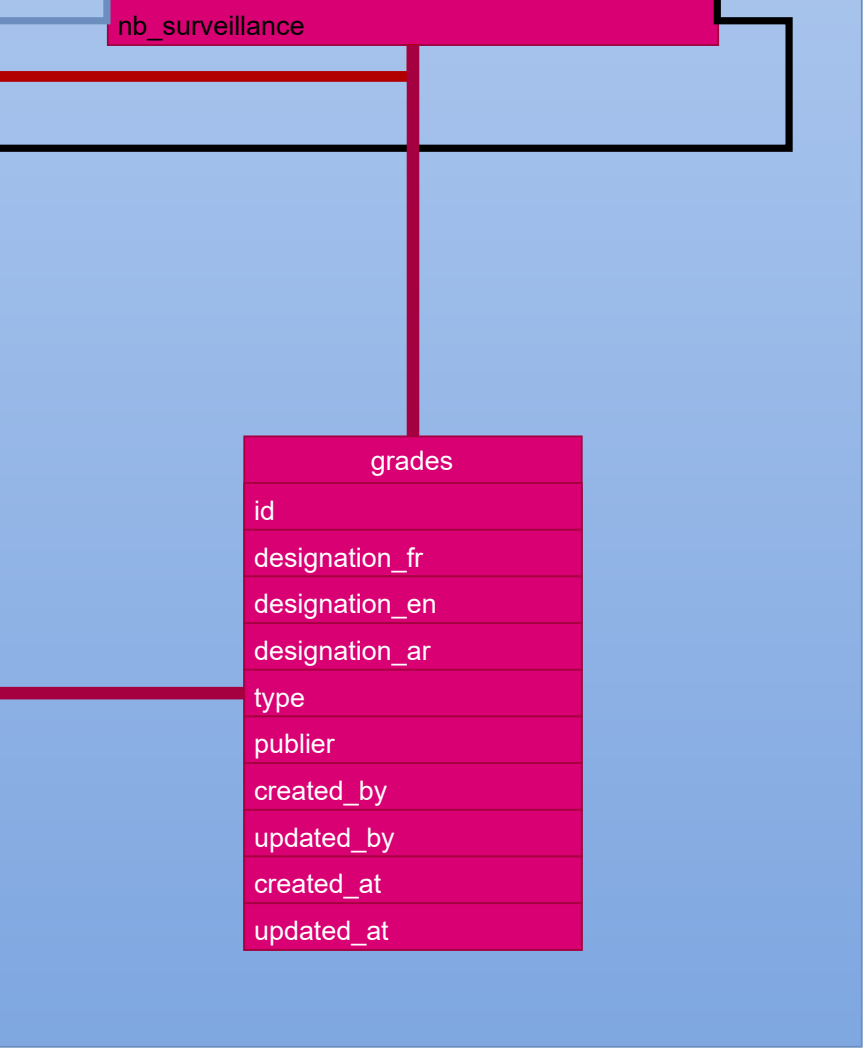 nb_surveillance
grades
id
designation_fr
designation_en
designation_ar
type
publier
created_by
updated_by
created_at
updated_at